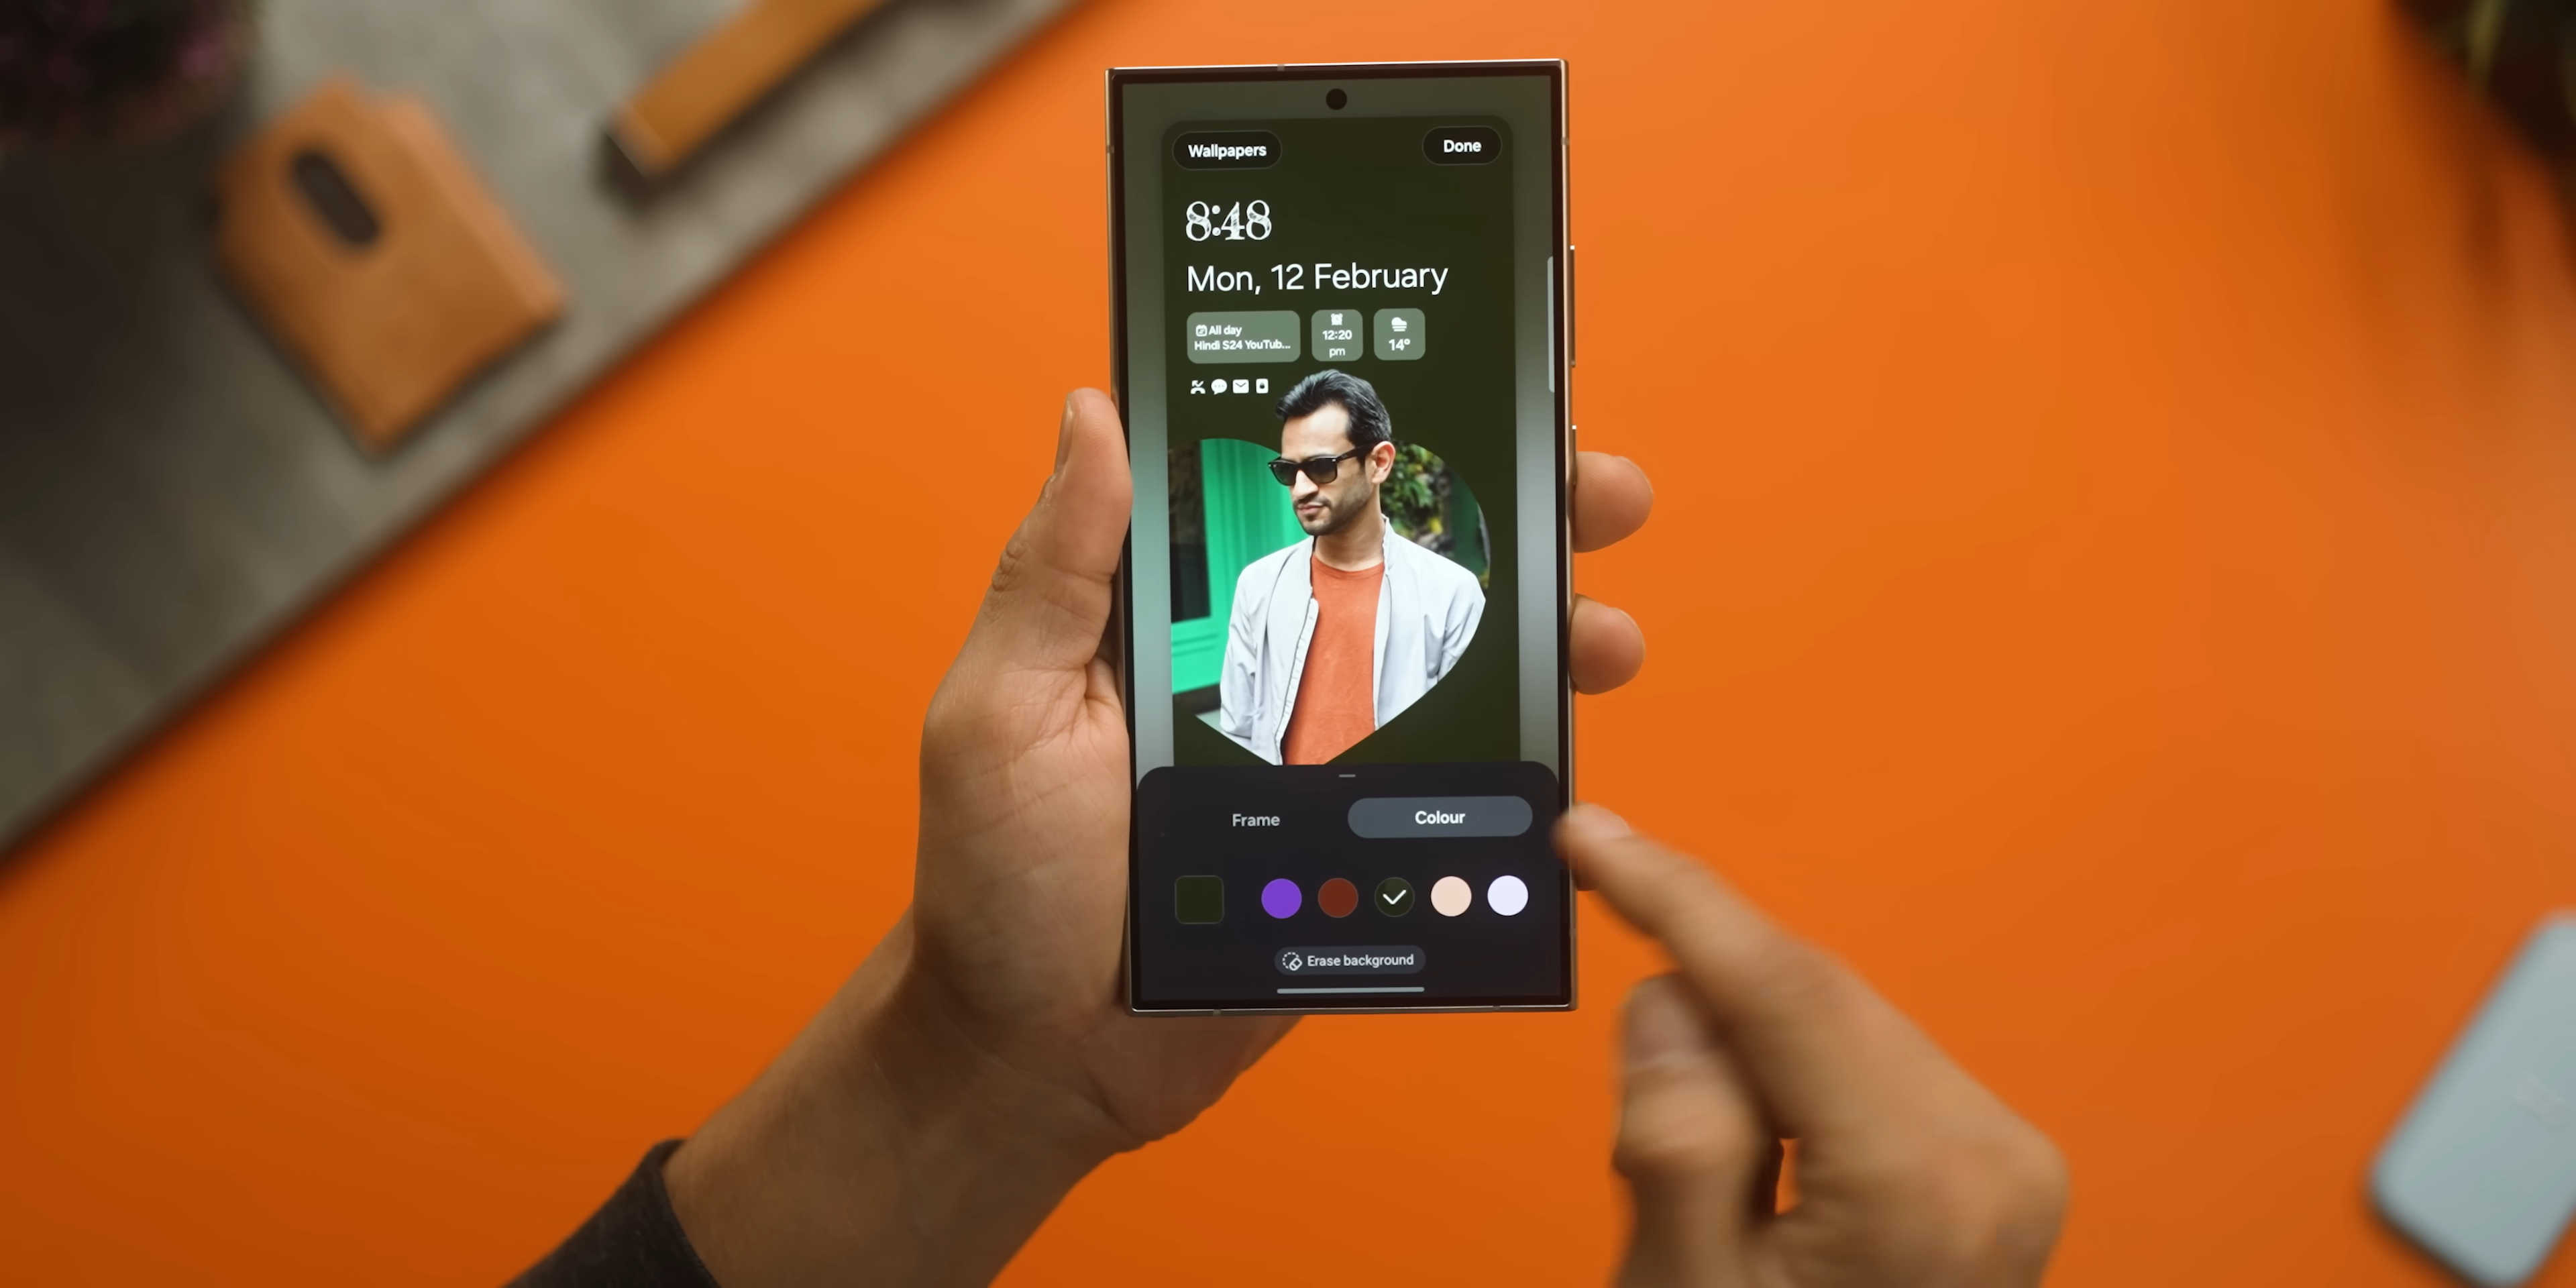 Wallpapers
Done
8:48
Mon, 12 February
All day
Hindi S24 YouTub...
12:20
pm
14°
Frame
Colour
Erase background